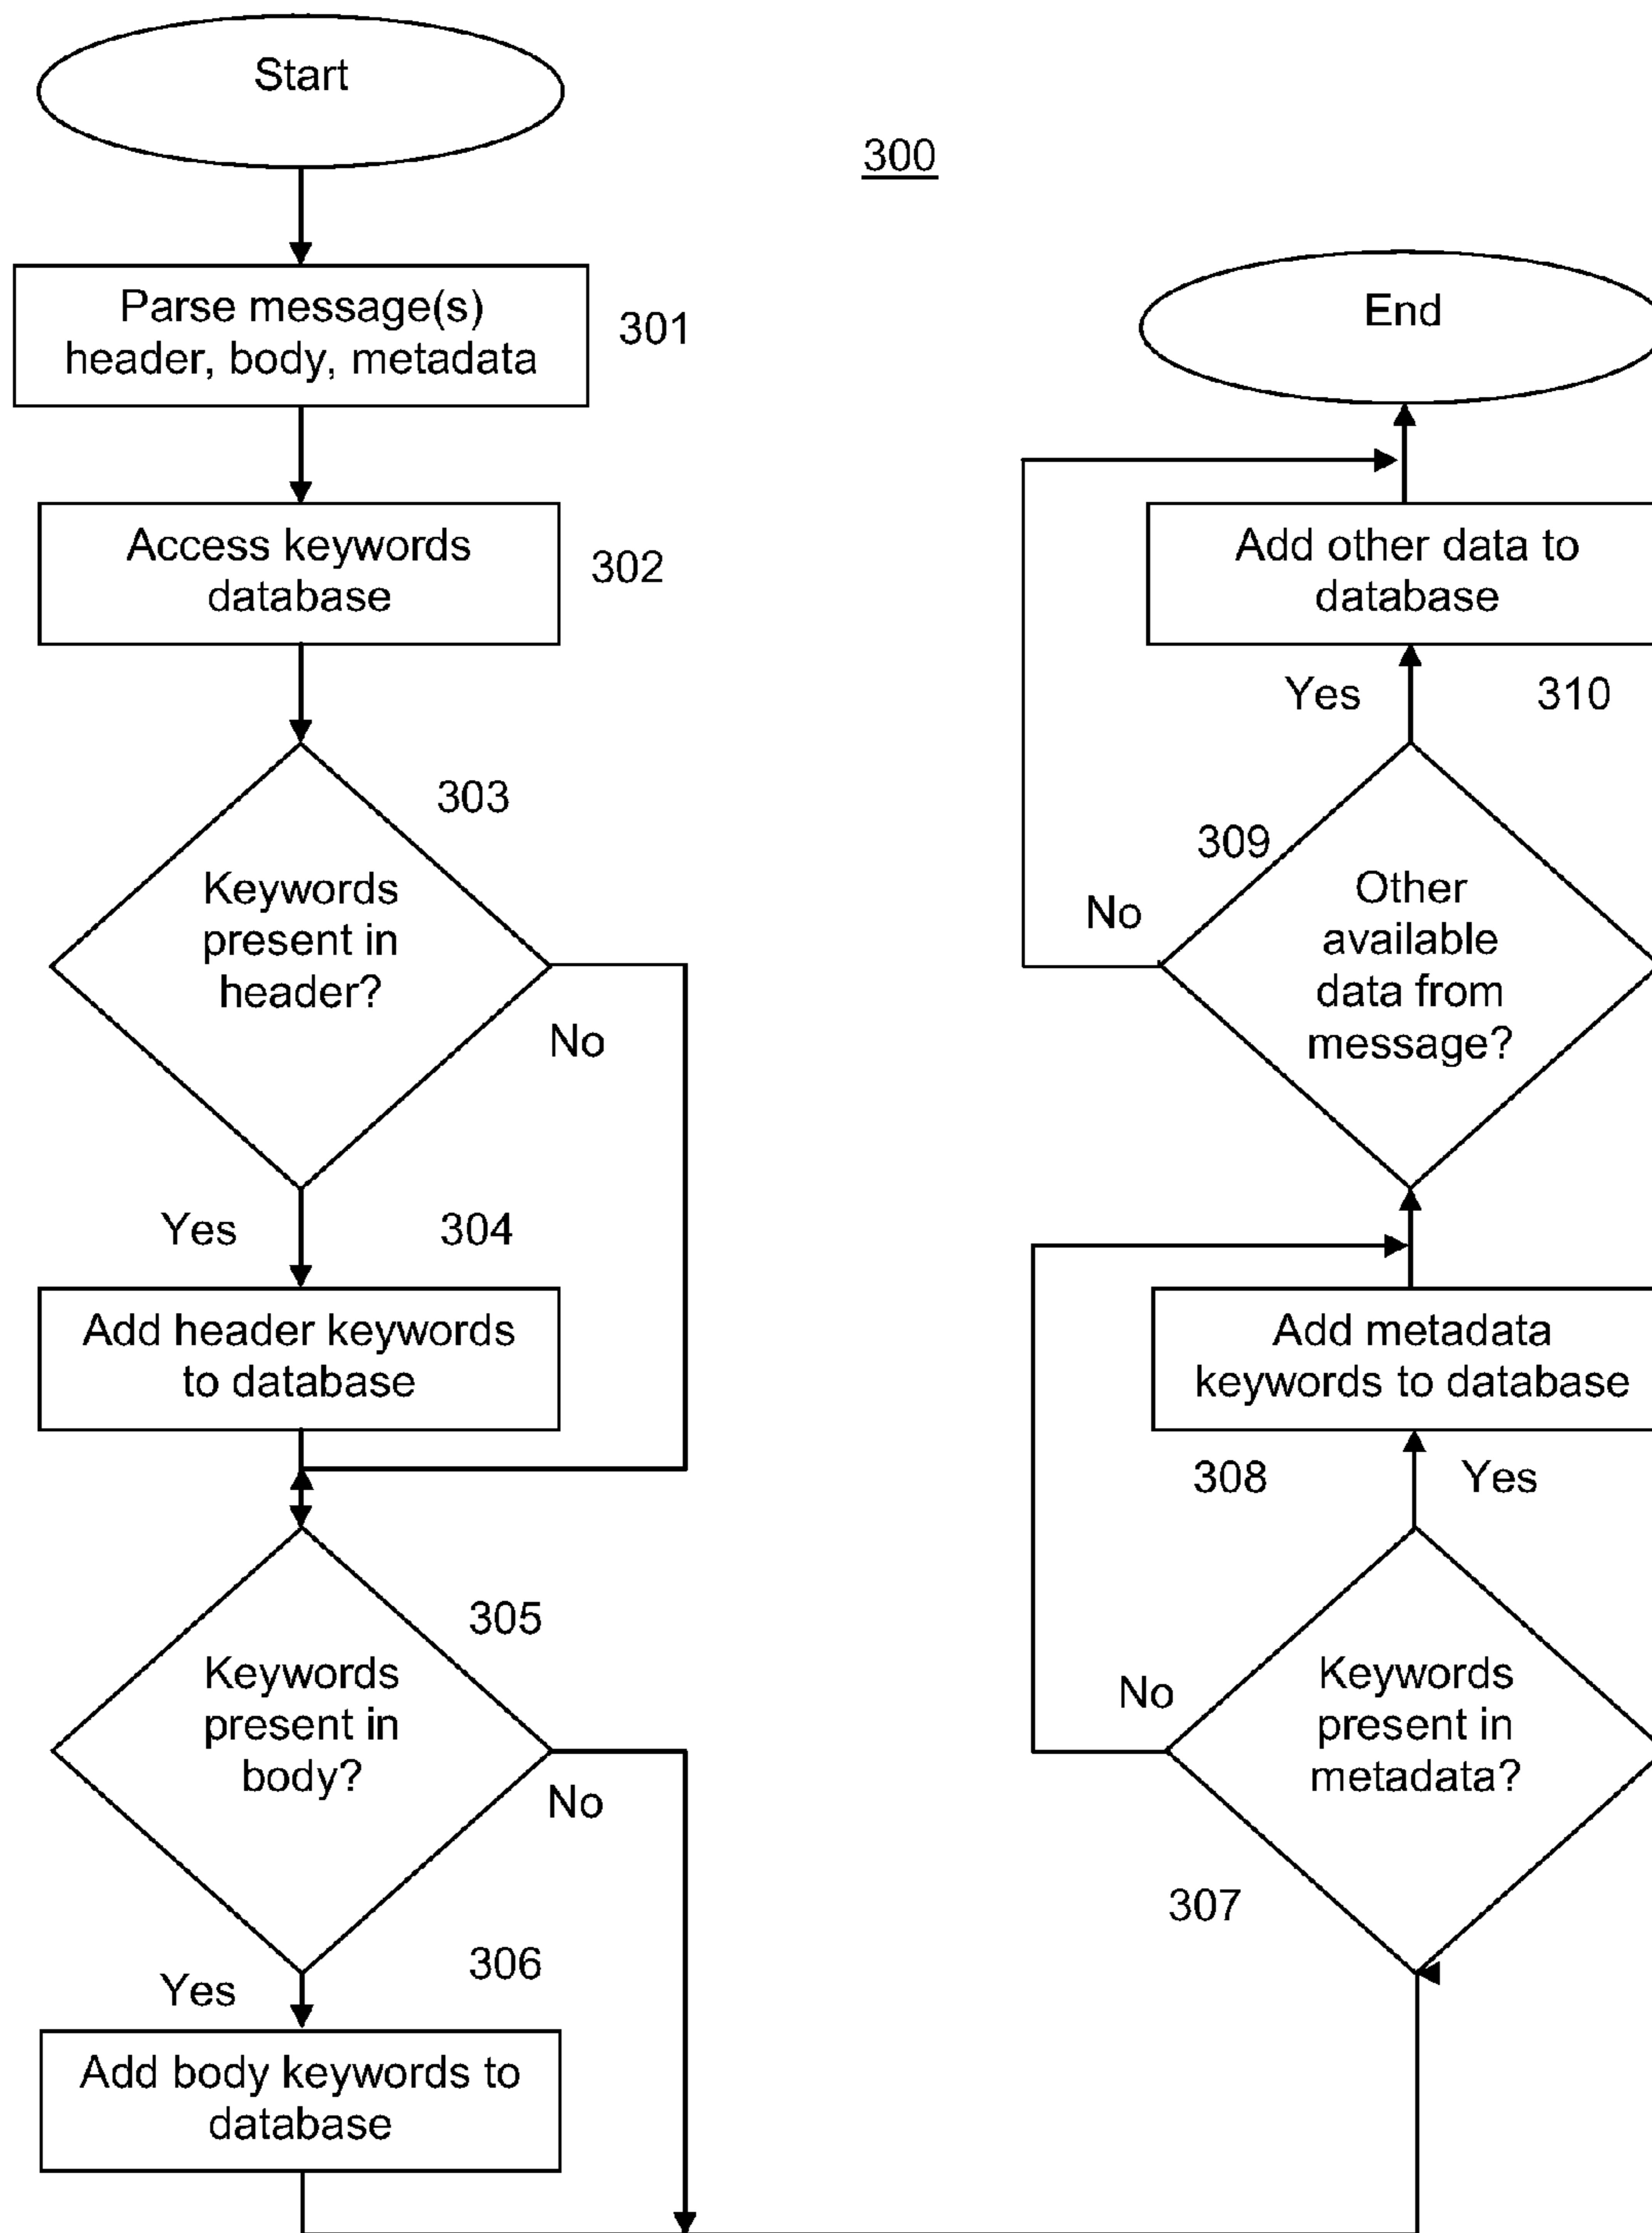 Start
300
Parse message(s)
header, body, metadata
301
Access keywords
database
302
303
Keywords
present in
header?
No
Yes
304
Add header keywords
to database
305
Keywords
present in
body?
No
Yes
306
Add body keywords to
database
End
Add other data to
database
Yes
310
309
No
Other
available
data from
message?
Add metadata
keywords to database
308
Yes
No
Keywords
present in
metadata?
307